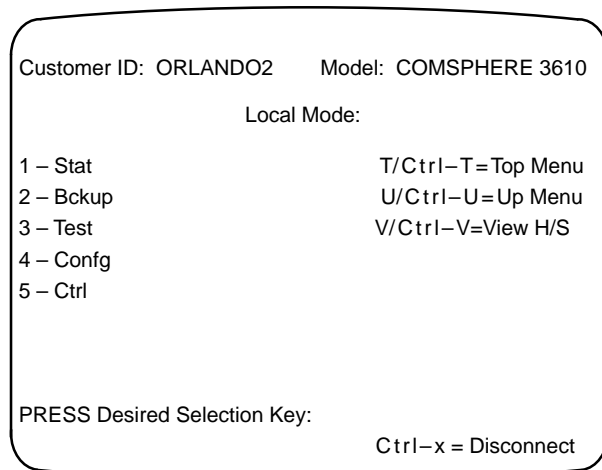 Customer ID: ORLANDO2 Model: COMSPHERE 3610
Local Mode:
1 – Stat T/Ctrl–T=Top Menu
2 – Bckup U/Ctrl–U=Up Menu
3 – Test V/Ctrl–V=View H/S
4 – Confg
5 – Ctrl
PRESS Desired Selection Key:
Ctrl–x = Disconnect